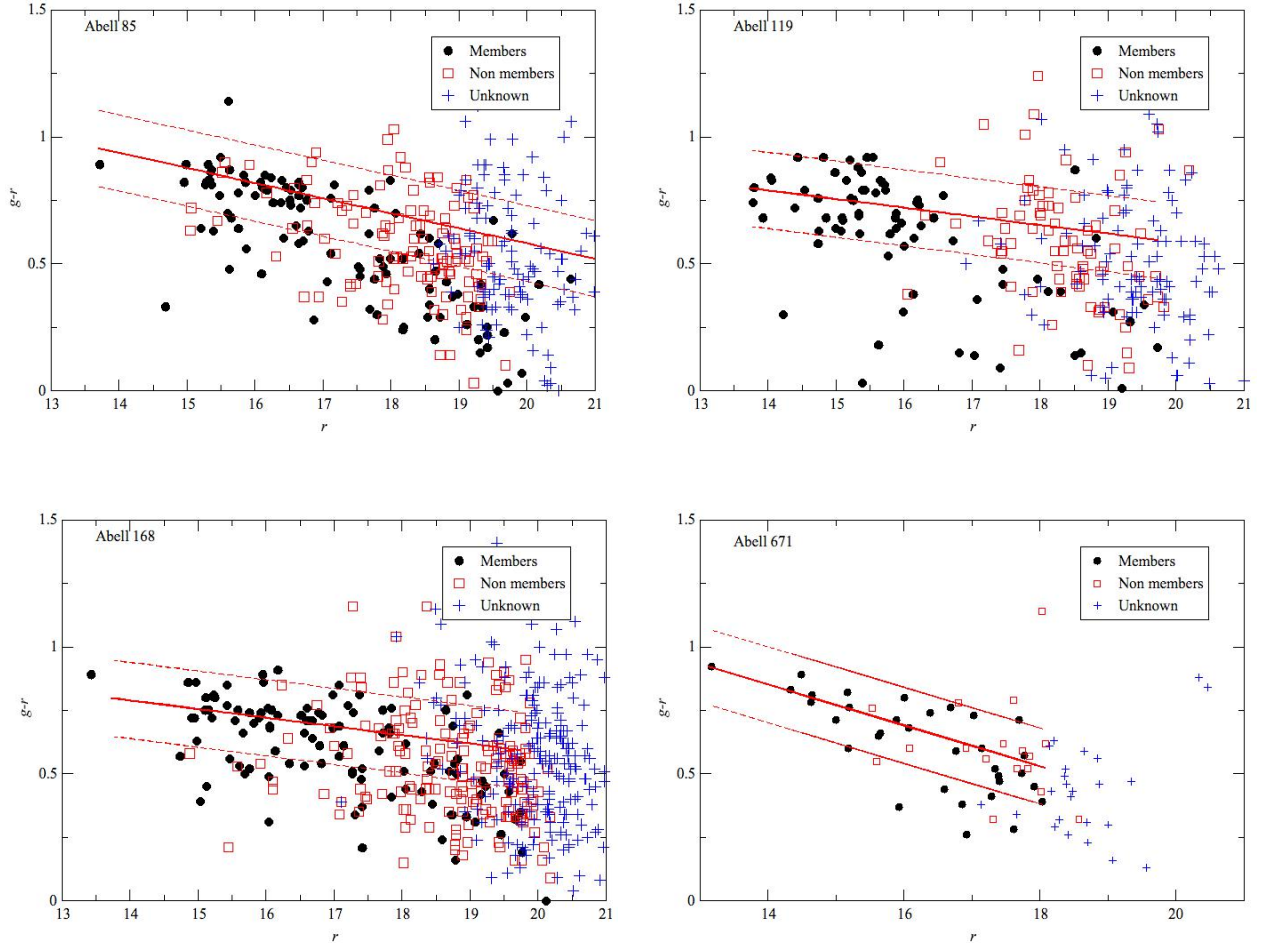 Abell 85
Members
Non members
Unknown
1.5
1
0.5
0
g-r
13 14 15 16 17 18 19 20 21
r
Abell 119
Members
Non members
Unknown
1.5
1
0.5
0
g-r
13 14 15 16 17 18 19 20 21
r
Abell 168
Members
Non members
Unknown
1.5
1
0.5
0
g-r
13 14 15 16 17 18 19 20 21
r
Abell 671
Members
Non members
Unknown
1.5
1
0.5
0
g-r
14 16 18 20
r